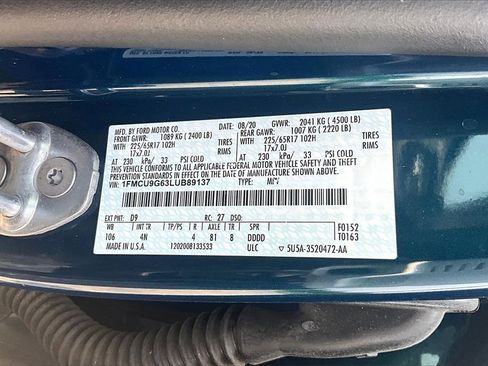 MFD. BY FORD MOTOR CO. 08/20 GVWR: 2041 KG ( 4500 LB)
FRONT GAWR: 1089 KG ( 2400 LB) REAR GAWR: 1007 KG ( 2220 LB)
WITH TIRES WITH TIRES
225/65R17 102H RIMS 225/65R17 102H RIMS
17x7.0J 17x7.0J
AT 230 kPa/ 33 PSI COLD AT 230 kPa/ 33 PSI COLD
THIS VEHICLE CONFORMS TO ALL APPLICABLE FEDERAL MOTOR VEHICLE SAFETY AND BUMPER STANDARDS IN EFFECT ON THE DATE OF MANUFACTURE SHOWN ABOVE.
VIN: 1FMCU9G63LUB89137 TYPE: MPV
EXT PNT: D9 RC: 27 DSO:
WB INT TR TP/PS R AXLE TR SPR F0152
106 4N 4 81 8 DDDD T0163
MADE IN U.S.A. 1202008133533 ULC 5U5A-3520472-AA